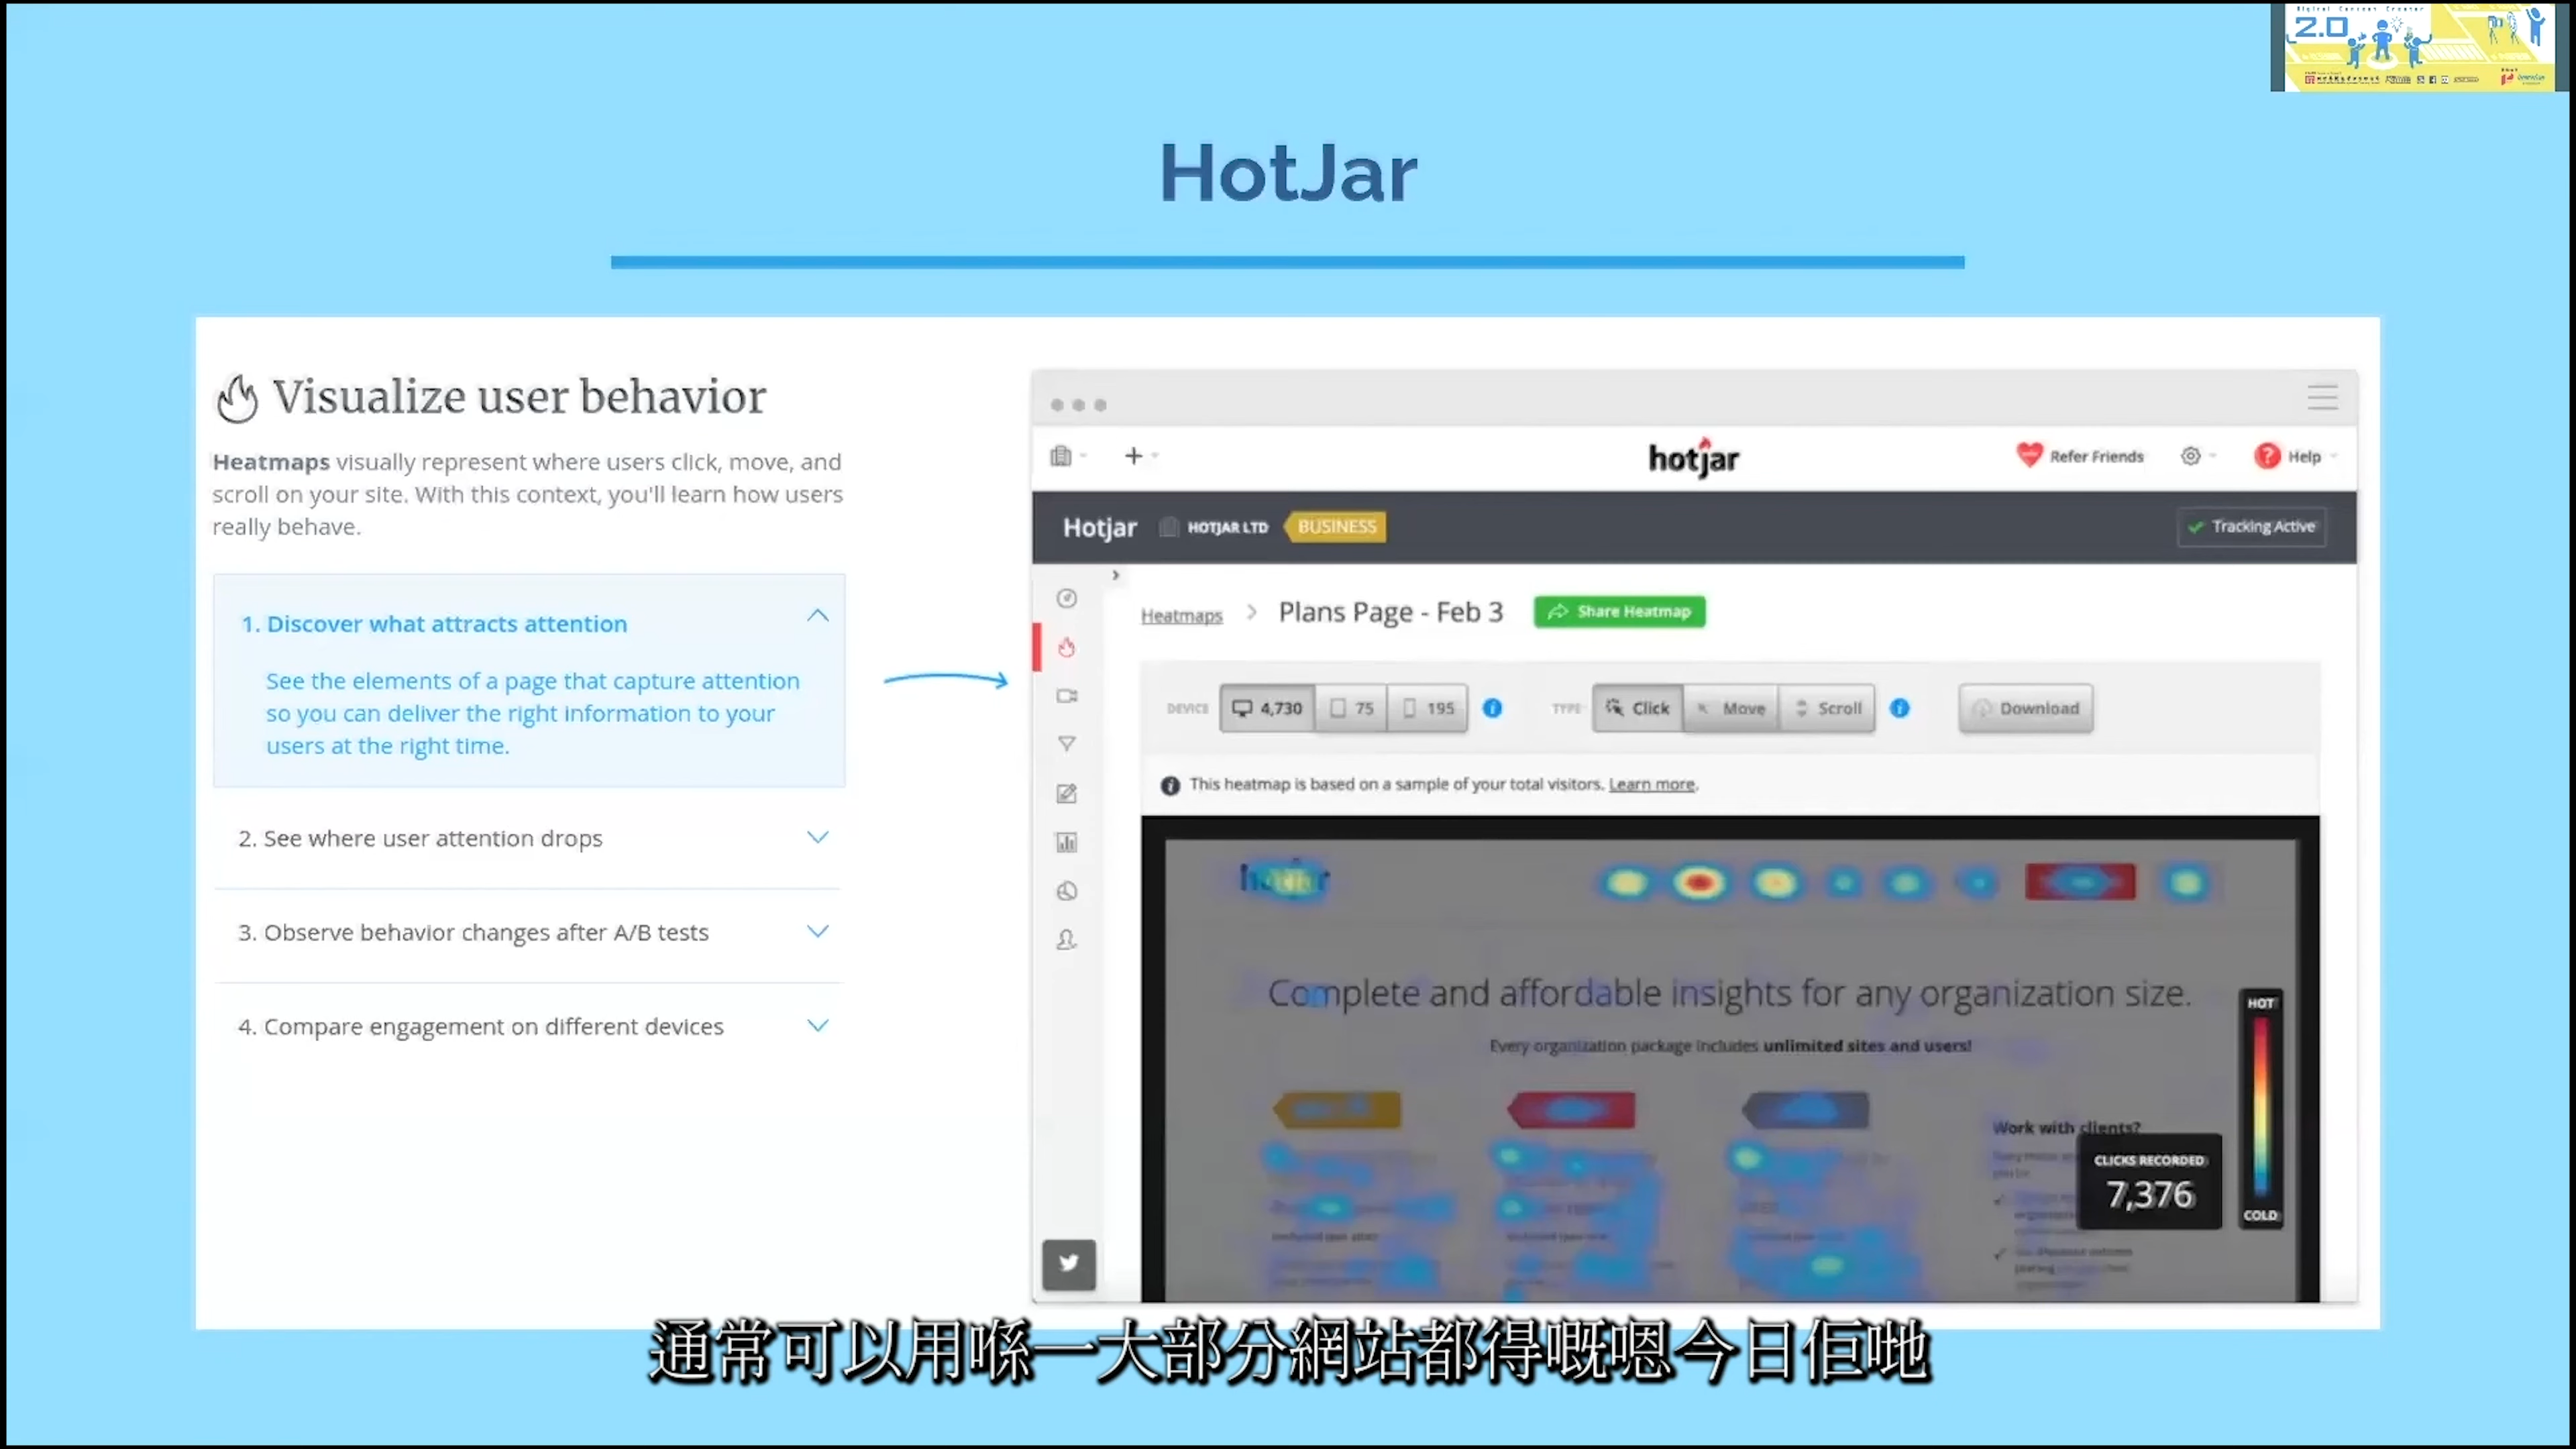 Digital Content Creator
2.0
HotJar
Visualize user behavior
Heatmaps visually represent where users click, move, and
scroll on your site. With this context, you'll learn how users
really behave.
1. Discover what attracts attention
See the elements of a page that capture attention
so you can deliver the right information to your
users at the right time.
2. See where user attention drops
3. Observe behavior changes after A/B tests
4. Compare engagement on different devices
hotjar
Refer Friends
Help
Hotjar
HOTJAR LTD
BUSINESS
Tracking Active
Heatmaps > Plans Page - Feb 3
Share Heatmap
DEVICE
4,730
75
195
TYPE
Click
Move
Scroll
Download
This heatmap is based on a sample of your total visitors. Learn more.
Complete and affordable insights for any organization size.
Every organization package includes unlimited sites and users!
HOT
Work with clients?
CLICKS RECORDED
7,376
COLD
通常可以用喺一大部分網站都得嘅嗯今日佢哋